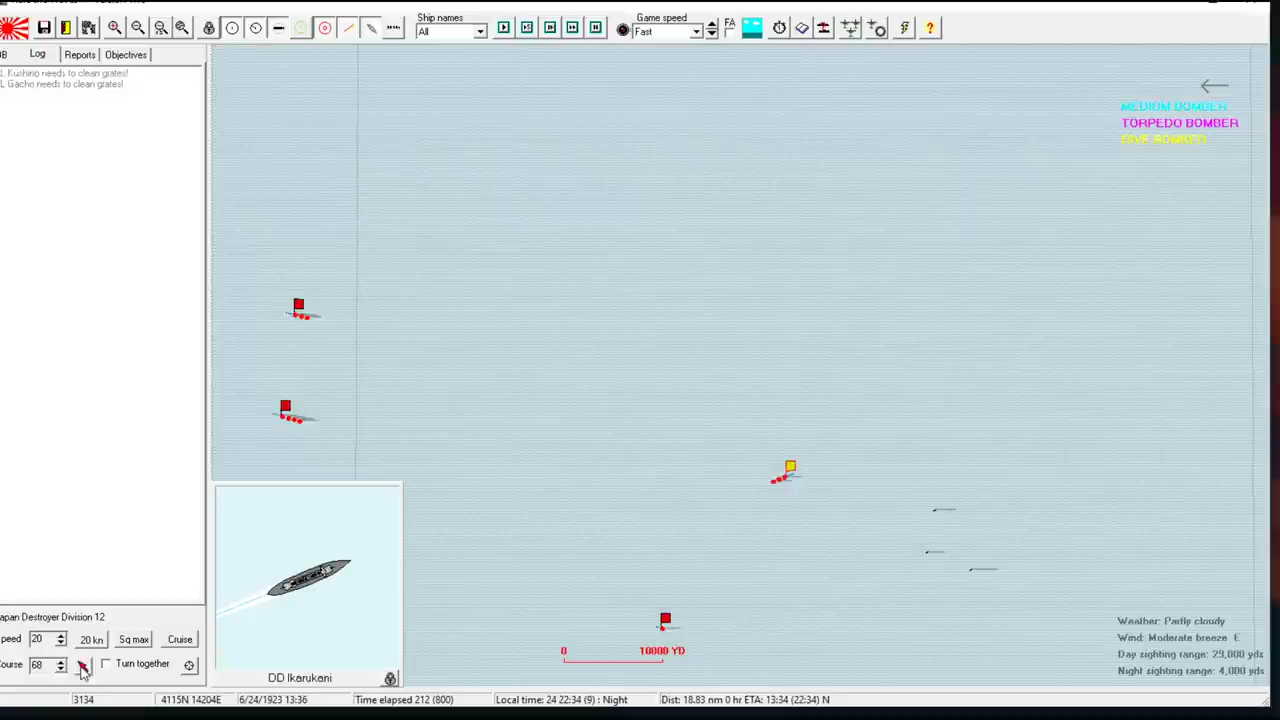 Ship names
All
Game speed
Fast
FA
Log
Reports
Objectives
L Kushiro needs to clean grates!
L Gacho needs to clean grates!
MEDIUM BOMBER
TORPEDO BOMBER
DIVE BOMBER
apan Destroyer Division 12
peed 20
20 kn
Sq max
Cruise
ourse 68
Turn together
DD Ikarukani
0
10000 YD
Weather: Partly cloudy
Wind: Moderate breeze E
Day sighting range: 29,000 yds
Night sighting range: 4,000 yds
3134
4115N 14204E
6/24/1923 13:36
Time elapsed 212 (800)
Local time: 24 22:34 (9) : Night
Dist: 18.83 nm 0 hr ETA: 13:34 (22:34) N